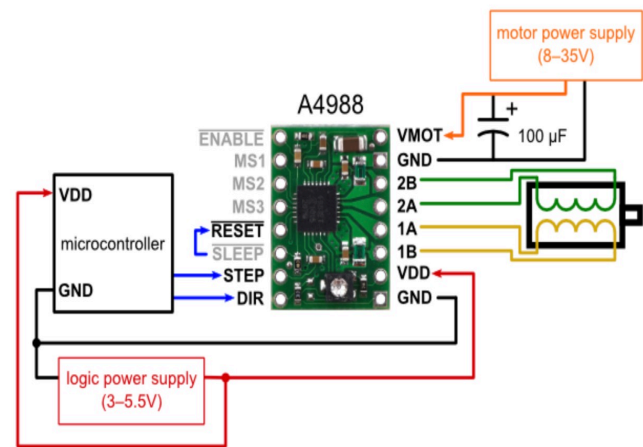 motor power supply
(8–35V)
A4988
+
100 µF
ENABLE
MS1
MS2
MS3
RESET
SLEEP
STEP
DIR
VMOT
GND
2B
2A
1A
1B
VDD
GND
VDD
microcontroller
GND
logic power supply
(3–5.5V)